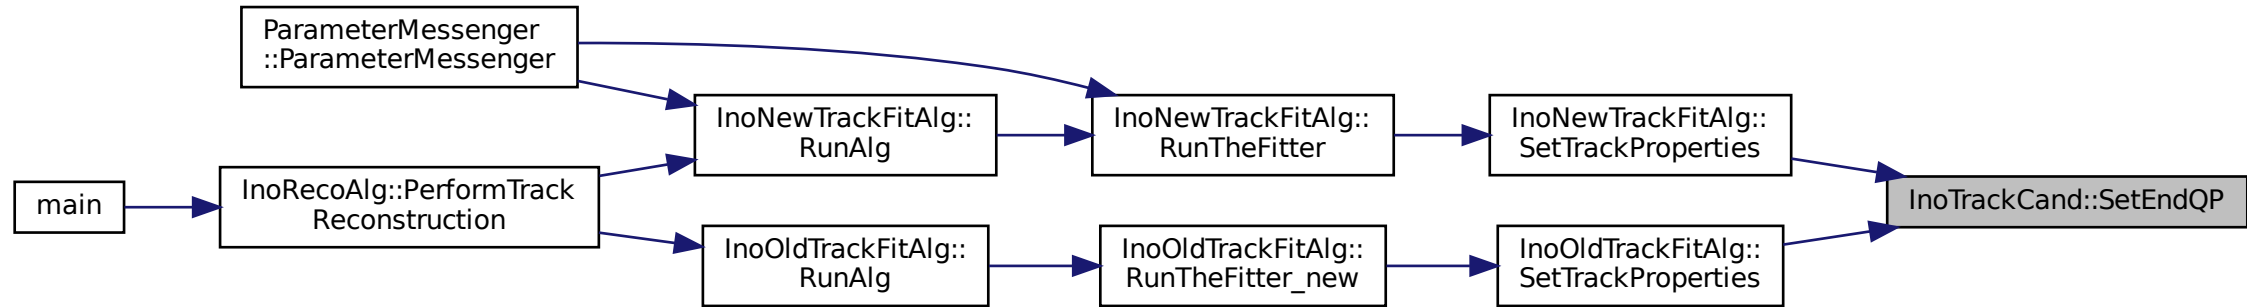 ParameterMessenger
::ParameterMessenger
main
InoRecoAlg::PerformTrack
Reconstruction
InoNewTrackFitAlg::
RunAlg
InoOldTrackFitAlg::
RunAlg
InoNewTrackFitAlg::
RunTheFitter
InoOldTrackFitAlg::
RunTheFitter_new
InoNewTrackFitAlg::
SetTrackProperties
InoOldTrackFitAlg::
SetTrackProperties
InoTrackCand::SetEndQP